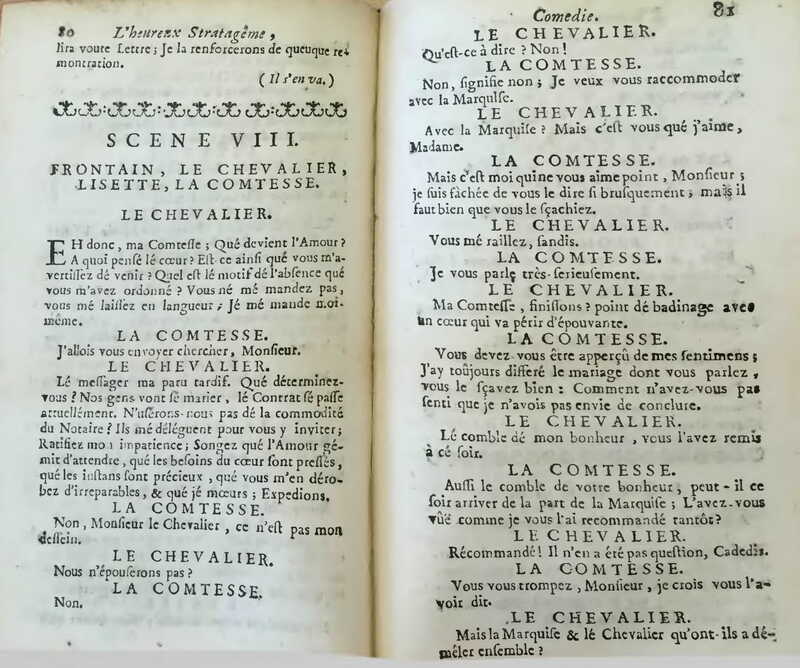 80 L'heureux Stratagême,
lira voute Lettre; Je la renforcerons de queuque re-
montration.
(Il s'en va.)
SCENE VIII.
FRONTAIN, LE CHEVALIER,
LISETTE, LA COMTESSE.
LE CHEVALIER.
EH donc, ma Comtesse; Qué devient l'Amour?
A quoi pensé lé cœur? Est-ce ainsi qué vous m'a-
vertissez dé venir? Quel est lé motif dé l'absence qué
vous m'avez ordonné? Vous né mé mandez pas,
vous mé laissez en langueur; Jé mé mande moi-
même.
LA COMTESSE.
J'allois vous envoyer chercher, Monsieur.
LE CHEVALIER.
Lé messager ma paru tardif. Qué déterminez-
vous? Nos gens vont sé marier, lé Contrat sé passe
actuellement. N'usérons-nous pas dé la commodité
du Notaire? Ils mé déléguent pour vous y inviter;
Ratifiez mon impatience; Songez qué l'Amour gé-
mit d'attendre, qué les besoins du cœur sont pressés,
qué les instans sont précieux, qué vous m'en déro-
bez d'irreparables, & qué jé mœurs; Expedions.
LA COMTESSE.
Non, Monsieur le Chevalier, ce n'est pas mon
dessein.
LE CHEVALIER.
Nous n'épouserons pas?
LA COMTESSE.
Non.
Comedie. 81
LE CHEVALIER.
Qu'est-ce à dire? Non!
LA COMTESSE.
Non, signifie non; Je veux vous raccommoder
avec la Marquise.
LE CHEVALIER.
Avec la Marquise? Mais c'est vous qué j'aime,
Madame.
LA COMTESSE.
Mais c'est moi qui ne vous aime point, Monsieur;
je suis fâchée de vous le dire si brusquement; mais il
faut bien que vous le sçachiez.
LE CHEVALIER.
Vous mé raillez, sandis.
LA COMTESSE.
Je vous parle très-serieusement.
LE CHEVALIER.
Ma Comtesse, finissons? point dé badinage avec
un cœur qui va périr d'épouvante.
LA COMTESSE.
Vous devez vous être apperçû de mes sentimens;
J'ay toûjours differé le mariage dont vous parlez,
vous le sçavez bien: Comment n'avez-vous pas
senti que je n'avois pas envie de conclure.
LE CHEVALIER.
Lé comble dé mon bonheur, vous l'avez remis
à cé soir.
LA COMTESSE.
Aussi le comble de votre bonheur, peut-il ce
soir arriver de la part de la Marquise; L'avez-vous
vûë comme je vous l'ai recommandé tantôt?
LE CHEVALIER.
Récommandé! Il n'en a été pas question, Cadedis.
LA COMTESSE.
Vous vous trompez, Monsieur, je crois vous l'a-
voir dit.
LE CHEVALIER.
Mais la Marquise & lé Chevalier qu'ont-ils a dé-
mêler ensemble?